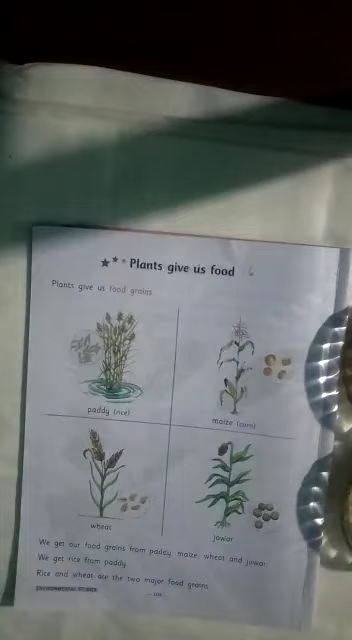 Plants give us food
Plants give us food grains.
paddy (rice)
maize (corn)
wheat
jowar
We get our food grains from paddy, maize, wheat and jowar.
We get rice from paddy.
Rice and wheat are the two major food grains.